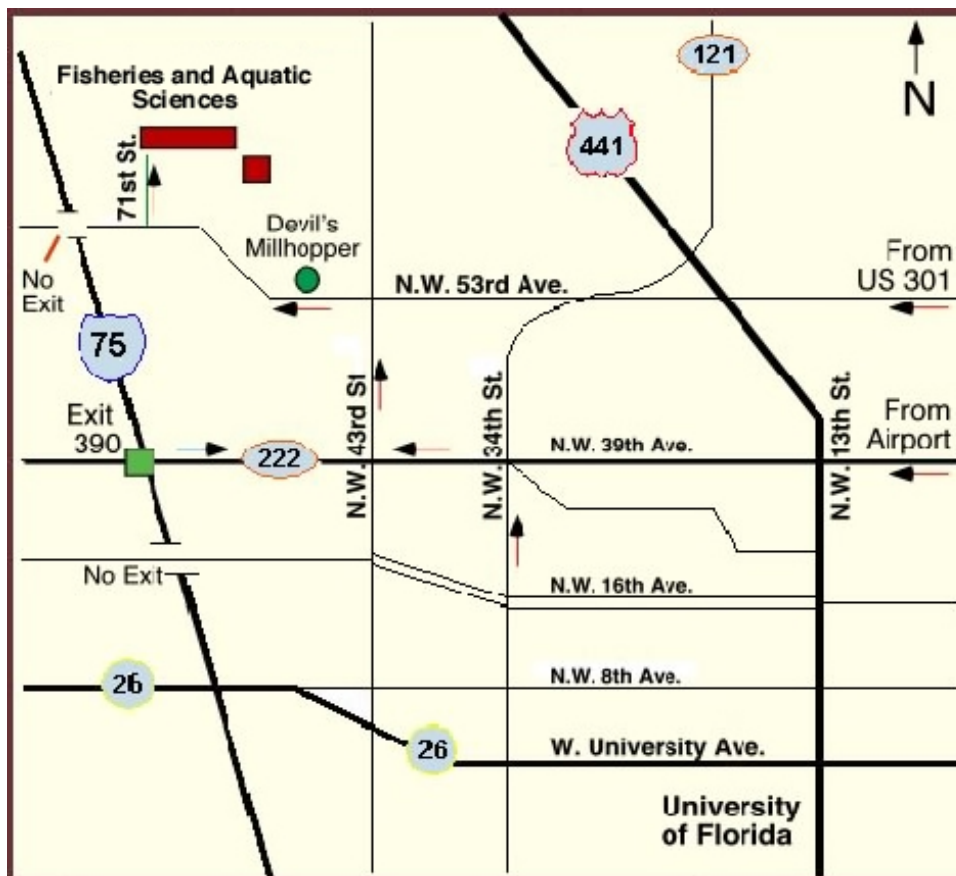 121
N
Fisheries and Aquatic
Sciences
441
71st St.
Devil's
Millhopper
From
US 301
No
Exit
N.W. 53rd Ave.
75
N.W. 43rd St
N.W. 34th St.
N.W. 13th St.
Exit
390
From
Airport
222
N.W. 39th Ave.
No Exit
N.W. 16th Ave.
26
N.W. 8th Ave.
26
W. University Ave.
University
of Florida